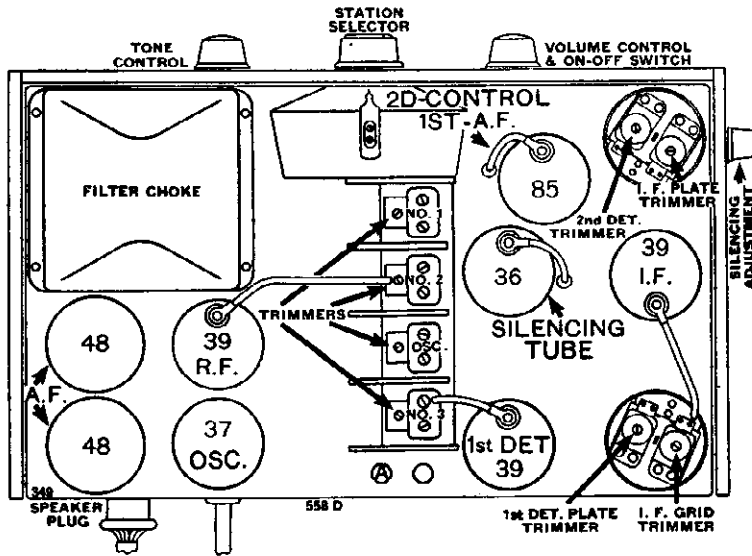 TONE
CONTROL
STATION
SELECTOR
VOLUME CONTROL
& ON-OFF SWITCH
2D-CONTROL
1ST-A.F.
FILTER CHOKE
85
I.F. PLATE
TRIMMER
2nd DET.
TRIMMER
SILENCING
ADJUSTMENT
NO. 1
NO. 2
OSC.
NO. 3
TRIMMERS
36
SILENCING
TUBE
39
I.F.
48
48
A.F.
39
R.F.
37
OSC.
1st DET
39
A
349
558 D
SPEAKER
PLUG
1st DET. PLATE
TRIMMER
I. F. GRID
TRIMMER